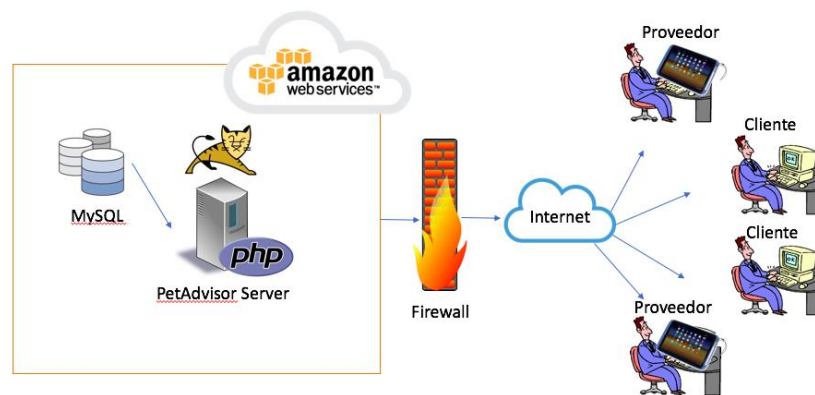 amazon
webservices™
MySQL
php
PetAdvisor Server
Firewall
Internet
Proveedor
Cliente
Cliente
Proveedor